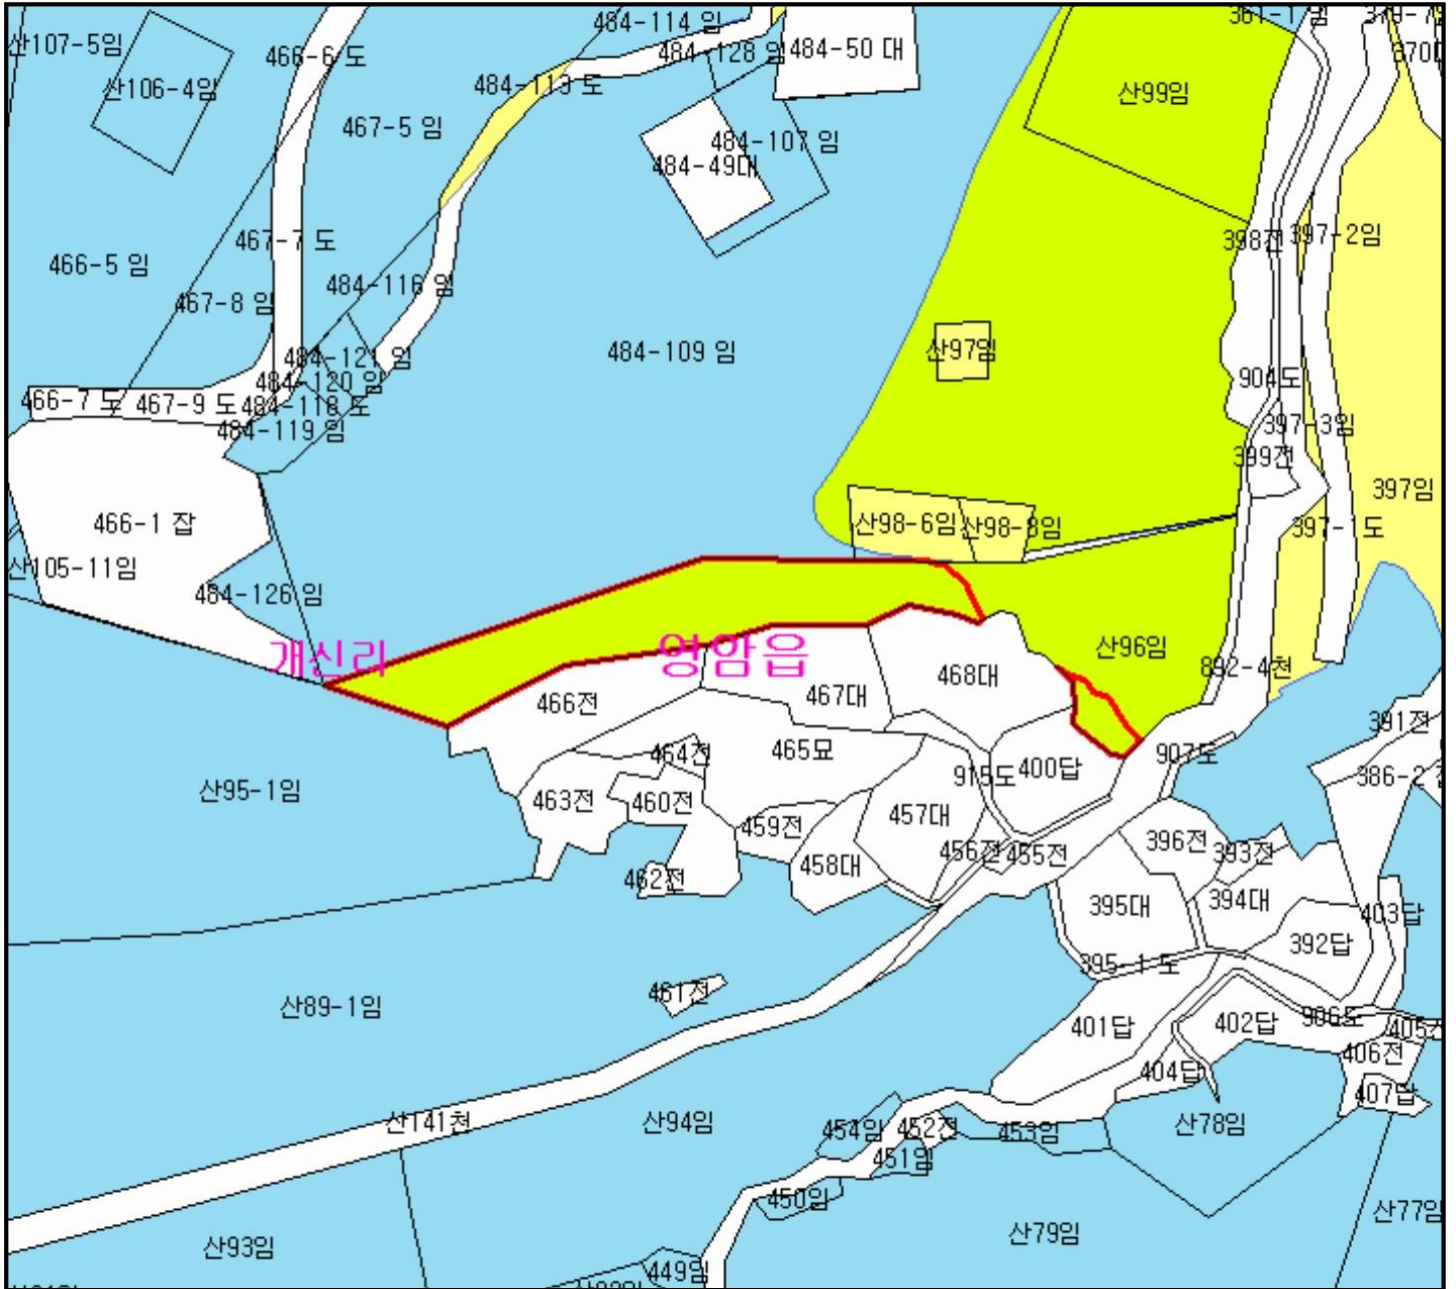 484-114 임
361-1 임
산107-5임
466-6 도
484-128 임
484-50 대
산106-4임
484-113 도
산99임
467-5 임
484-107 임
484-49대
467-7 도
398전
397-2임
466-5 임
484-116 임
467-8 임
484-121 임
484-109 임
산97임
484-120 임
904도
466-7 도
467-9 도
484-118 도
484-119 임
397-3임
399전
397임
466-1 잡
산98-6임
산98-8임
397-1도
산105-11임
484-126 임
개신리
영암읍
산96임
892-4천
468대
466전
467대
391전
464전
465묘
907도
915도
400답
386-2
산95-1임
463전
460전
457대
459전
396전
456전
455전
393전
458대
462전
395대
394대
403답
392답
395-1 도
461전
산89-1임
401답
402답
906도
405전
406전
404답
407답
산141천
산94임
454임
452전
453임
산78임
451임
450임
산77임
산93임
산79임
449임